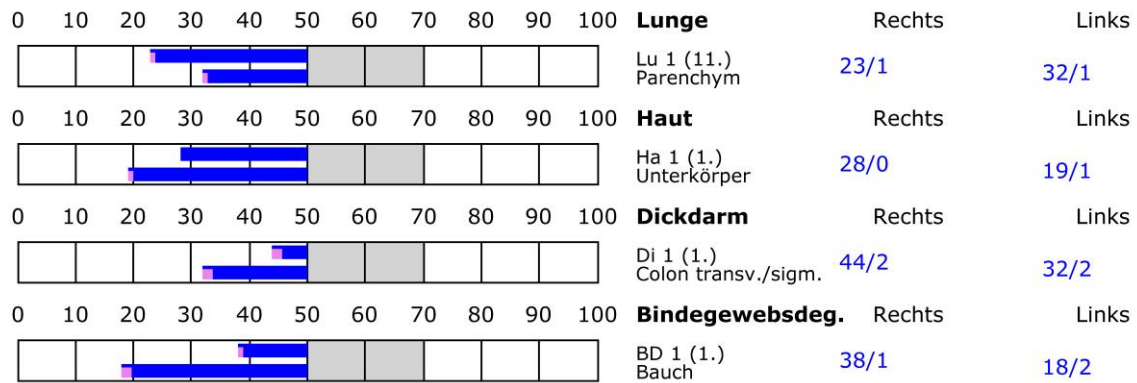 0 10 20 30 40 50 60 70 80 90 100 Lunge Rechts Links
Lu 1 (11.)
Parenchym 23/1 32/1
0 10 20 30 40 50 60 70 80 90 100 Haut Rechts Links
Ha 1 (1.)
Unterkörper 28/0 19/1
0 10 20 30 40 50 60 70 80 90 100 Dickdarm Rechts Links
Di 1 (1.)
Colon transv./sigm. 44/2 32/2
0 10 20 30 40 50 60 70 80 90 100 Bindegewebsdeg. Rechts Links
BD 1 (1.)
Bauch 38/1 18/2